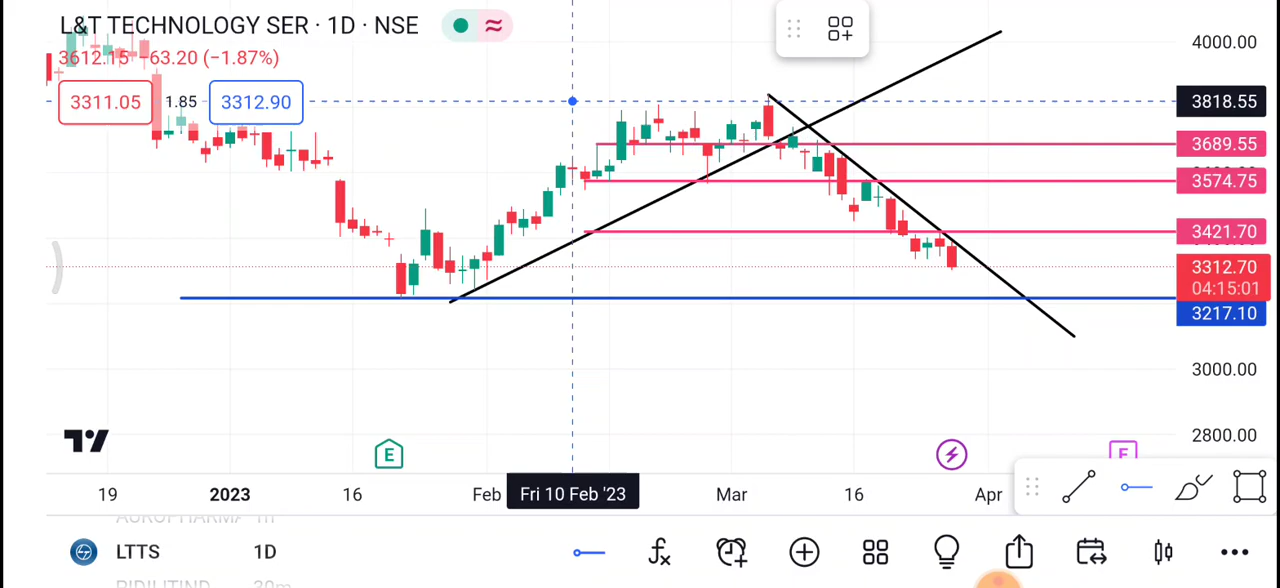 L&T TECHNOLOGY SER · 1D · NSE
3612.15 −63.20 (−1.87%)
3311.05 1.85 3312.90
4000.00
3818.55
3689.55
3574.75
3421.70
3312.70
04:15:01
3217.10
3000.00
2800.00
E
E
19 2023 16 Feb Fri 10 Feb '23 Mar 16 Apr
LTTS 1D